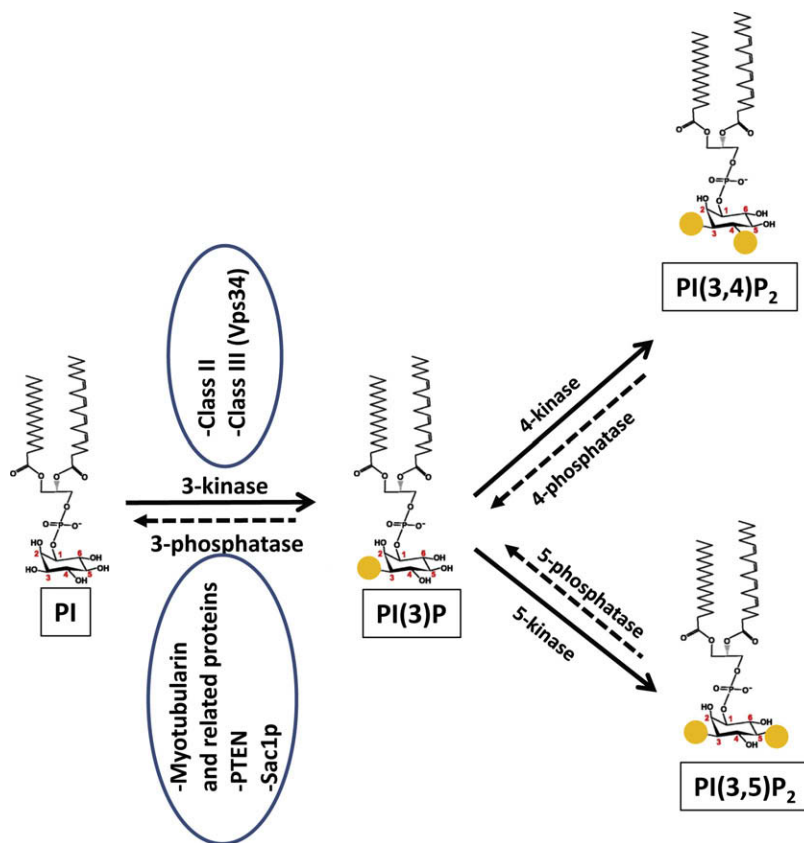 PI(3,4)P₂
4-kinase
4-phosphatase
-Class II
-Class III (Vps34)
3-kinase
3-phosphatase
PI
PI(3)P
-Myotubularin
and related proteins
-PTEN
-Sac1p
5-phosphatase
5-kinase
PI(3,5)P₂